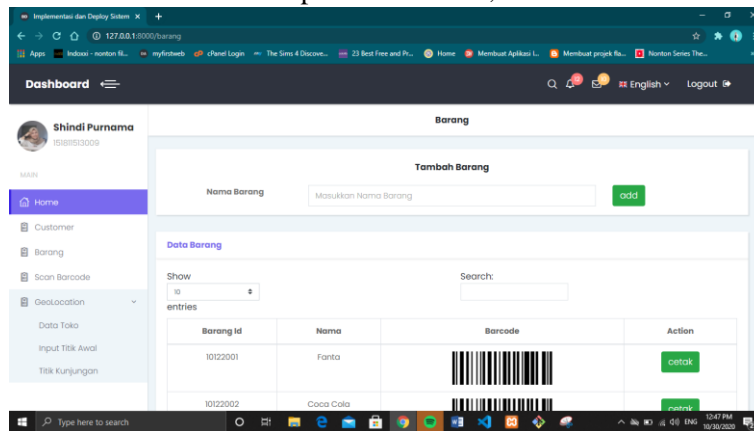 Implementasi dan Deploy Sistem
127.0.0.1:8000/barang
Apps Indoxxi - nonton fil... myfirstweb cPanel Login The Sims 4 Discove... 23 Best Free and Pr... Home Membuat Aplikasi L... Membuat projek fla... Nonton Series The...
Dashboard English Logout
Shindi Purnama
151811513009
MAIN
Home
Customer
Barang
Scan Barcode
GeoLocation
Data Toko
Input Titik Awal
Titik Kunjungan
Barang
Tambah Barang
Nama Barang Masukkan Nama Barang add
Data Barang
Show 10 entries
Search:
Barang Id Nama Barcode Action
10122001 Fanta cetak
10122002 Coca Cola cetak
Type here to search
ENG 12:47 PM
10/30/2020